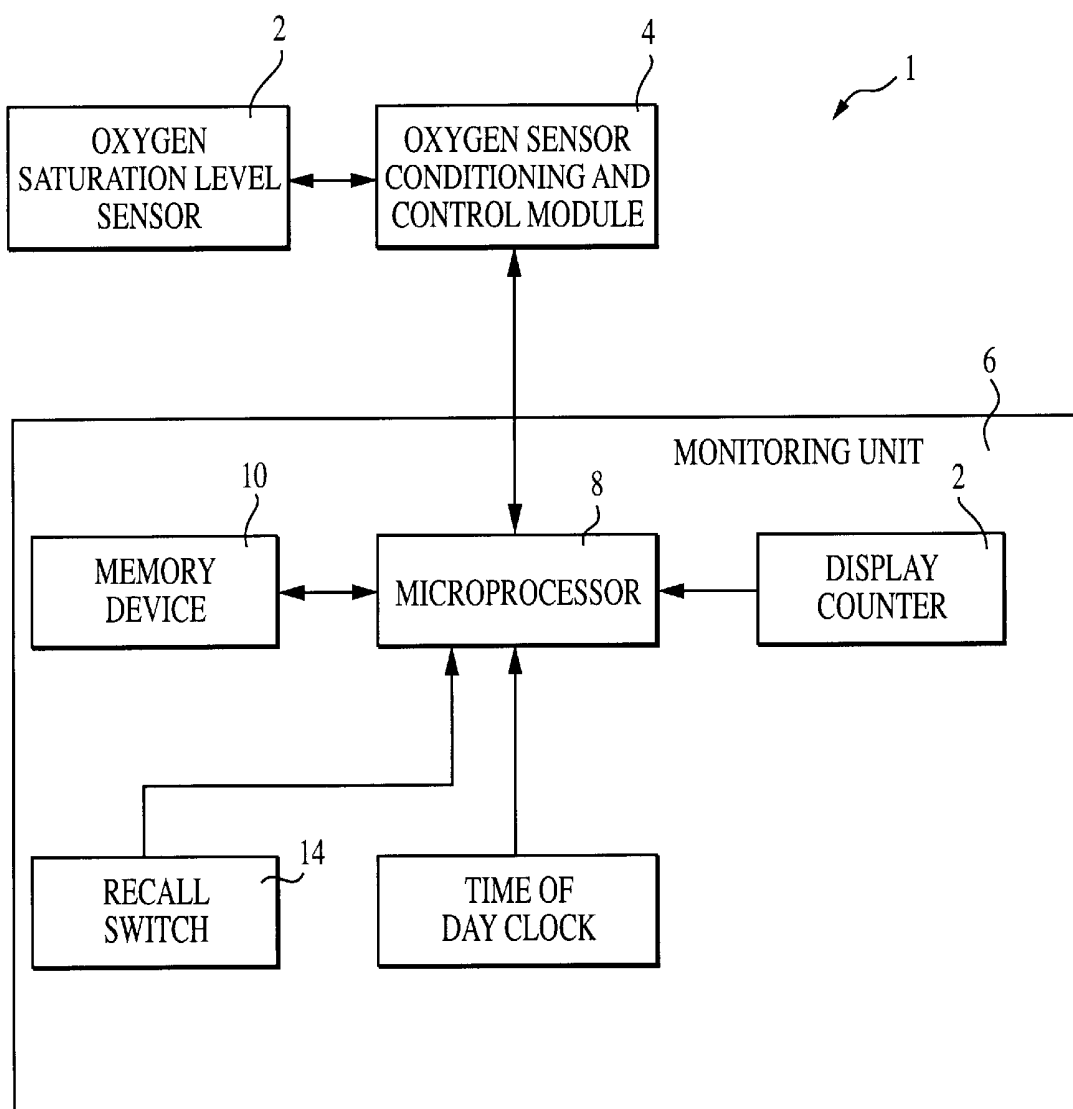 2
4
1
OXYGEN
SATURATION LEVEL
SENSOR
OXYGEN SENSOR
CONDITIONING AND
CONTROL MODULE
6
MONITORING UNIT
10
8
2
MEMORY
DEVICE
MICROPROCESSOR
DISPLAY
COUNTER
14
RECALL
SWITCH
TIME OF
DAY CLOCK